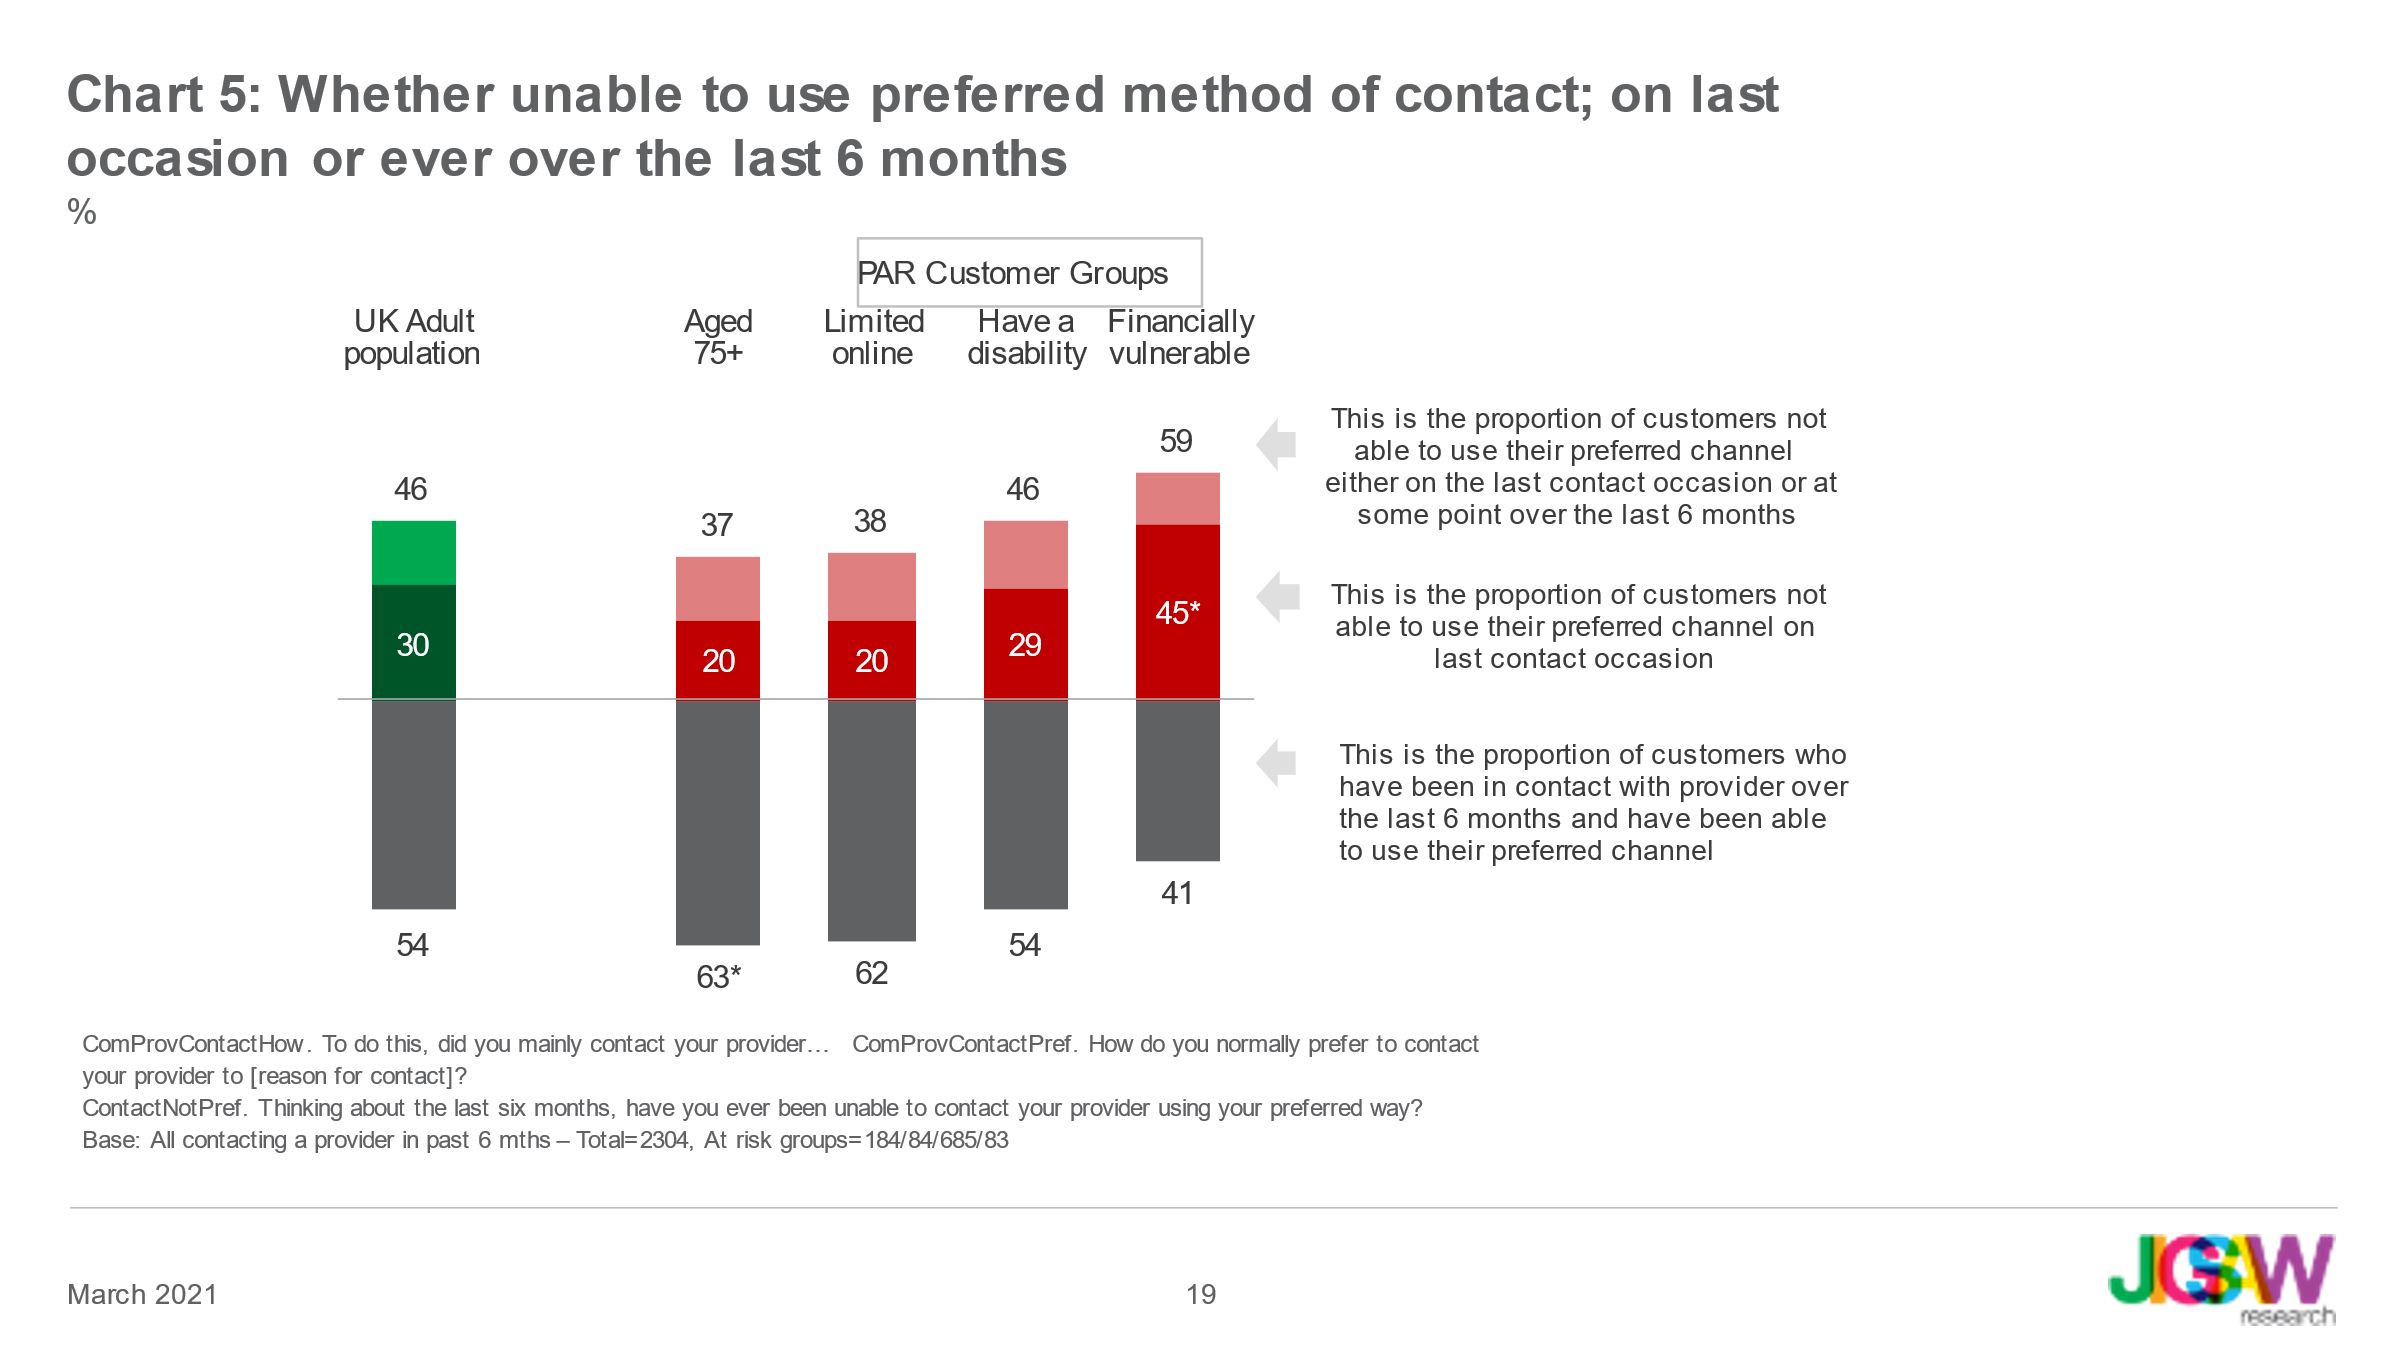 Chart 5: Whether unable to use preferred method of contact; on last
occasion or ever over the last 6 months
%
PAR Customer Groups
UK Adult
population
Aged
75+
Limited
online
Have a
disability
Financially
vulnerable
46
37
38
46
59
30
20
20
29
45*
54
63*
62
54
41
This is the proportion of customers not
able to use their preferred channel
either on the last contact occasion or at
some point over the last 6 months
This is the proportion of customers not
able to use their preferred channel on
last contact occasion
This is the proportion of customers who
have been in contact with provider over
the last 6 months and have been able
to use their preferred channel
ComProvContactHow. To do this, did you mainly contact your provider… ComProvContactPref. How do you normally prefer to contact
your provider to [reason for contact]?
ContactNotPref. Thinking about the last six months, have you ever been unable to contact your provider using your preferred way?
Base: All contacting a provider in past 6 mths – Total=2304, At risk groups=184/84/685/83
March 2021
19
JIGSAW
research